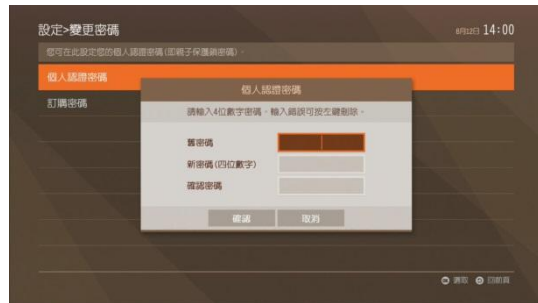 設定>變更密碼
8月12日 14:00
您可在此設定您的個人認證密碼(即親子保護鎖密碼)。
個人認證密碼
訂購密碼
個人認證密碼
請輸入4位數字密碼，輸入錯誤可按左鍵刪除。
舊密碼
新密碼(四位數字)
確認密碼
確認 取消
選取 回前頁